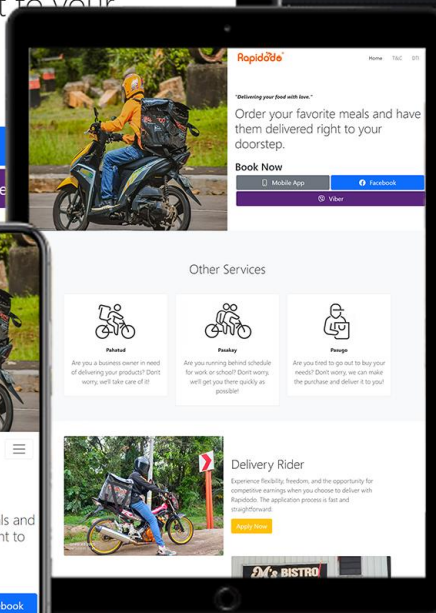 t to your
Rapidodo
Home T&C DTI
"Delivering your food with love."
Order your favorite meals and have
them delivered right to your
doorstep.
Book Now
Mobile App
Facebook
Viber
Other Services
Pahatud
Are you a business owner in need
of delivering your products? Don't
worry, we'll take care of it!
Pasakay
Are you running behind schedule
for work or school? Don't worry,
we'll get you there quickly as
possible!
Pasugo
Are you tired to go out to buy your
needs? Don't worry, we can make
the purchase and deliver it to you!
Delivery Rider
Experience flexibility, freedom, and the opportunity for
competitive earnings when you choose to deliver with
Rapidodo. The application process is fast and
straightforward.
Apply Now
BISTRO
ls and
nt to
ebook